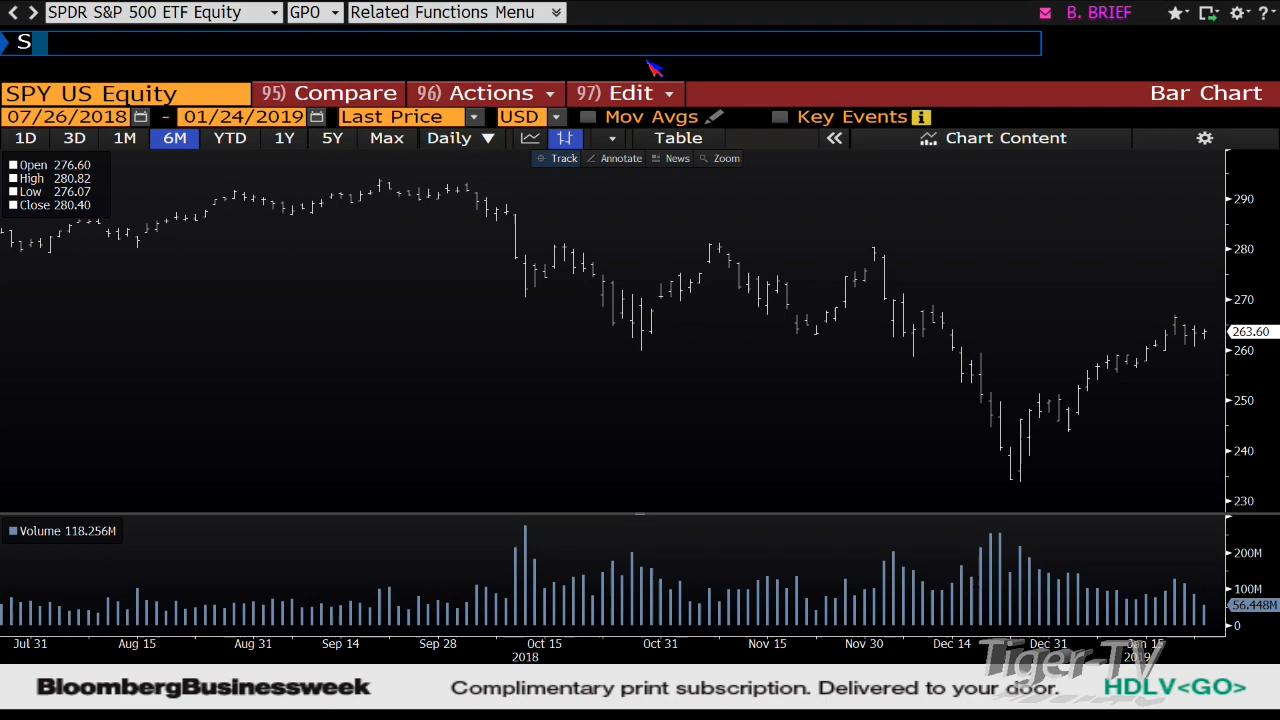 SPDR S&P 500 ETF Equity GPO Related Functions Menu B. BRIEF ?
S
SPY US Equity 95) Compare 96) Actions 97) Edit Bar Chart
07/26/2018 - 01/24/2019 Last Price USD Mov Avgs Key Events i
1D 3D 1M 6M YTD 1Y 5Y Max Daily Table Chart Content
Track Annotate News Zoom
Open 276.60
High 280.82
Low 276.07
Close 280.40
290
280
270
263.60
260
250
240
230
Volume 118.256M
200M
100M
56.448M
0
Jul 31 Aug 15 Aug 31 Sep 14 Sep 28 Oct 15 Oct 31 Nov 15 Nov 30 Dec 14 Dec 31 Jan 15
2018 2019
Tiger-TV
BloombergBusinessweek Complimentary print subscription. Delivered to your door. HDLV<GO>